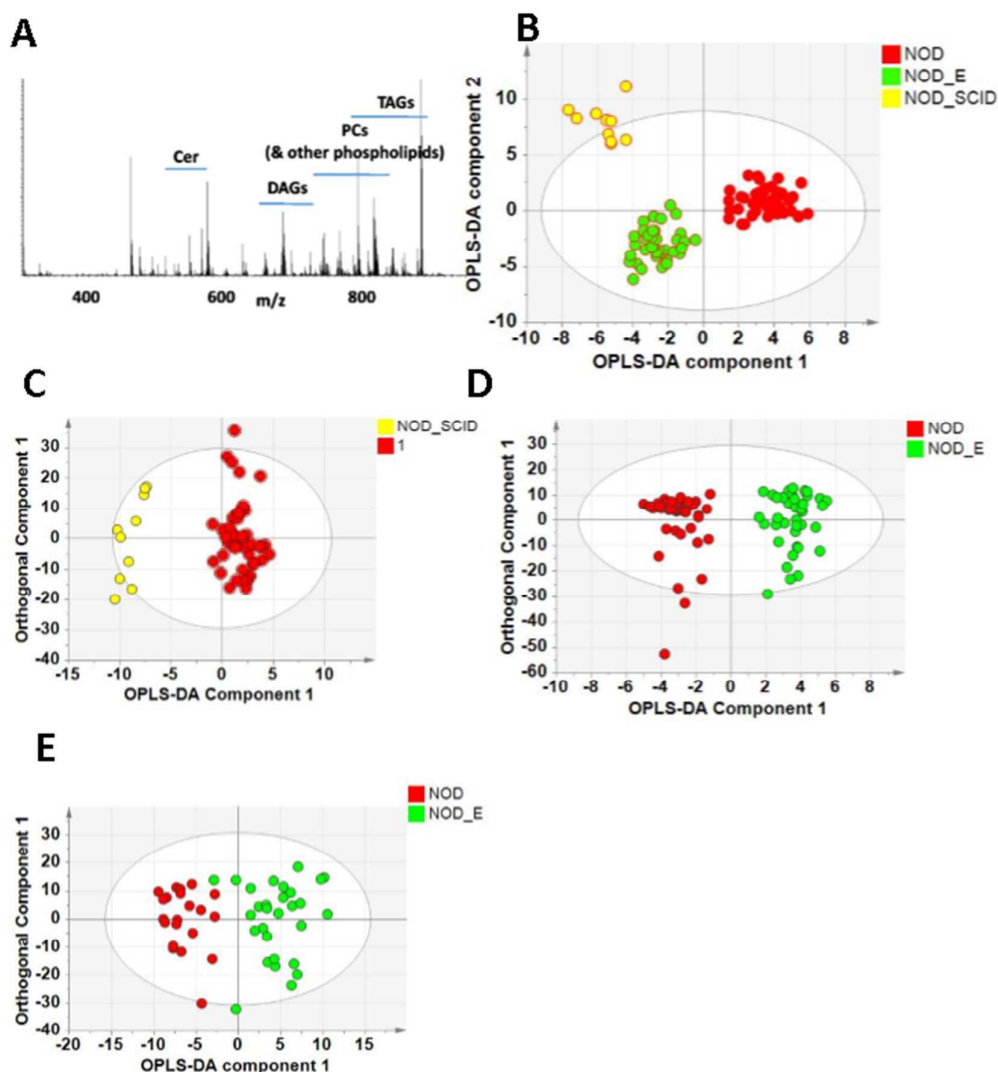 A
TAGs
PCs
(& other phospholipids)
Cer
DAGs
400 600 m/z 800
B
NOD
NOD_E
NOD_SCID
OPLS-DA component 2
10
5
0
-5
-10
-10 -8 -6 -4 -2 0 2 4 6 8
OPLS-DA component 1
C
NOD_SCID
1
Orthogonal Component 1
30
20
10
0
-10
-20
-30
-40
-15 -10 -5 0 5 10
OPLS-DA Component 1
D
NOD
NOD_E
Orthogonal Component 1
30
20
10
0
-10
-20
-30
-40
-50
-60
-10 -8 -6 -4 -2 0 2 4 6 8
OPLS-DA Component 1
E
NOD
NOD_E
Orthogonal Component 1
30
20
10
0
-10
-20
-30
-40
-20 -15 -10 -5 0 5 10 15
OPLS-DA component 1